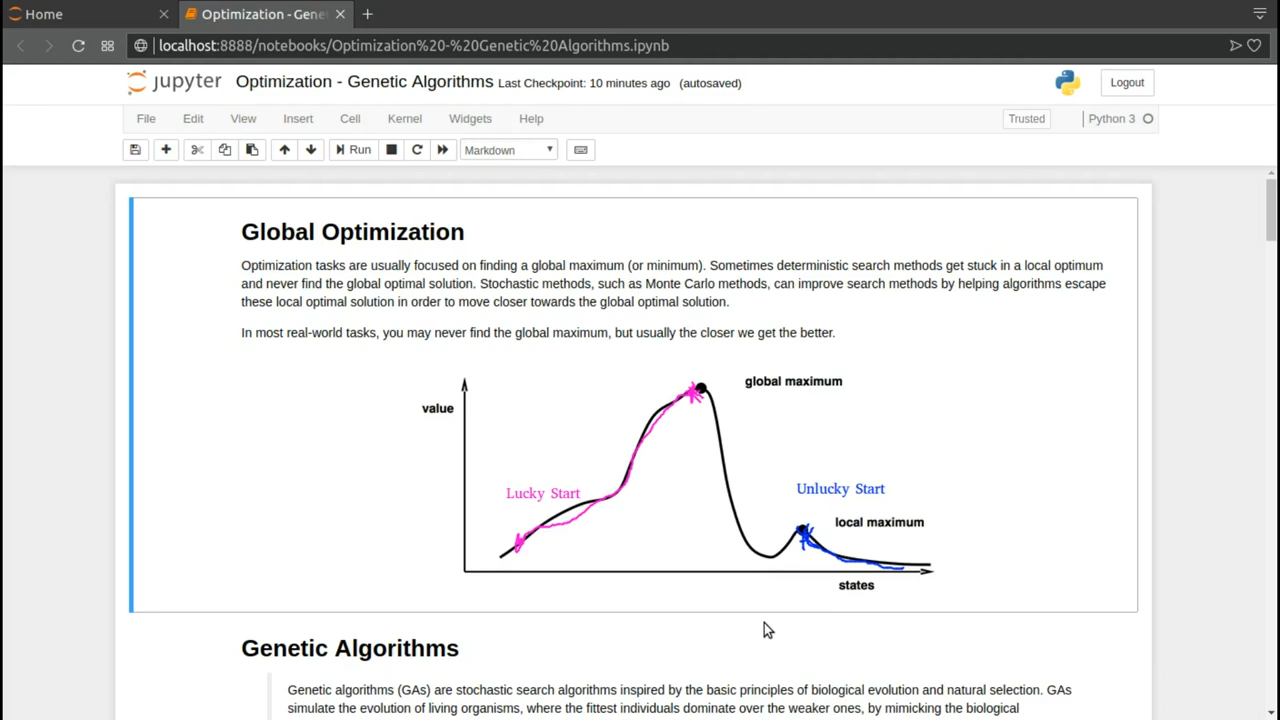 Home
Optimization - Gene
localhost:8888/notebooks/Optimization%20-%20Genetic%20Algorithms.ipynb
jupyter Optimization - Genetic Algorithms Last Checkpoint: 10 minutes ago (autosaved) Logout
File Edit View Insert Cell Kernel Widgets Help Trusted Python 3
Run Markdown
Global Optimization
Optimization tasks are usually focused on finding a global maximum (or minimum). Sometimes deterministic search methods get stuck in a local optimum
and never find the global optimal solution. Stochastic methods, such as Monte Carlo methods, can improve search methods by helping algorithms escape
these local optimal solution in order to move closer towards the global optimal solution.
In most real-world tasks, you may never find the global maximum, but usually the closer we get the better.
global maximum
value
Lucky Start
Unlucky Start
local maximum
states
Genetic Algorithms
Genetic algorithms (GAs) are stochastic search algorithms inspired by the basic principles of biological evolution and natural selection. GAs
simulate the evolution of living organisms, where the fittest individuals dominate over the weaker ones, by mimicking the biological